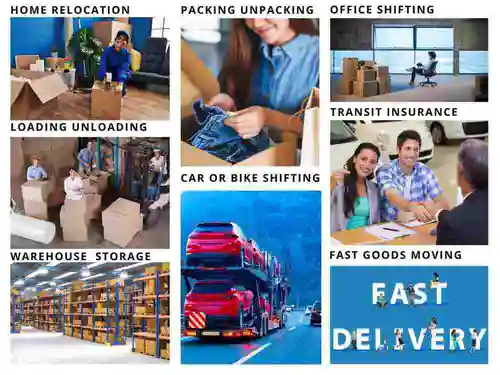 HOME RELOCATION
LOADING UNLOADING
WAREHOUSE STORAGE
PACKING UNPACKING
CAR OR BIKE SHIFTING
OFFICE SHIFTING
TRANSIT INSURANCE
FAST GOODS MOVING
FAST
DELIVERY